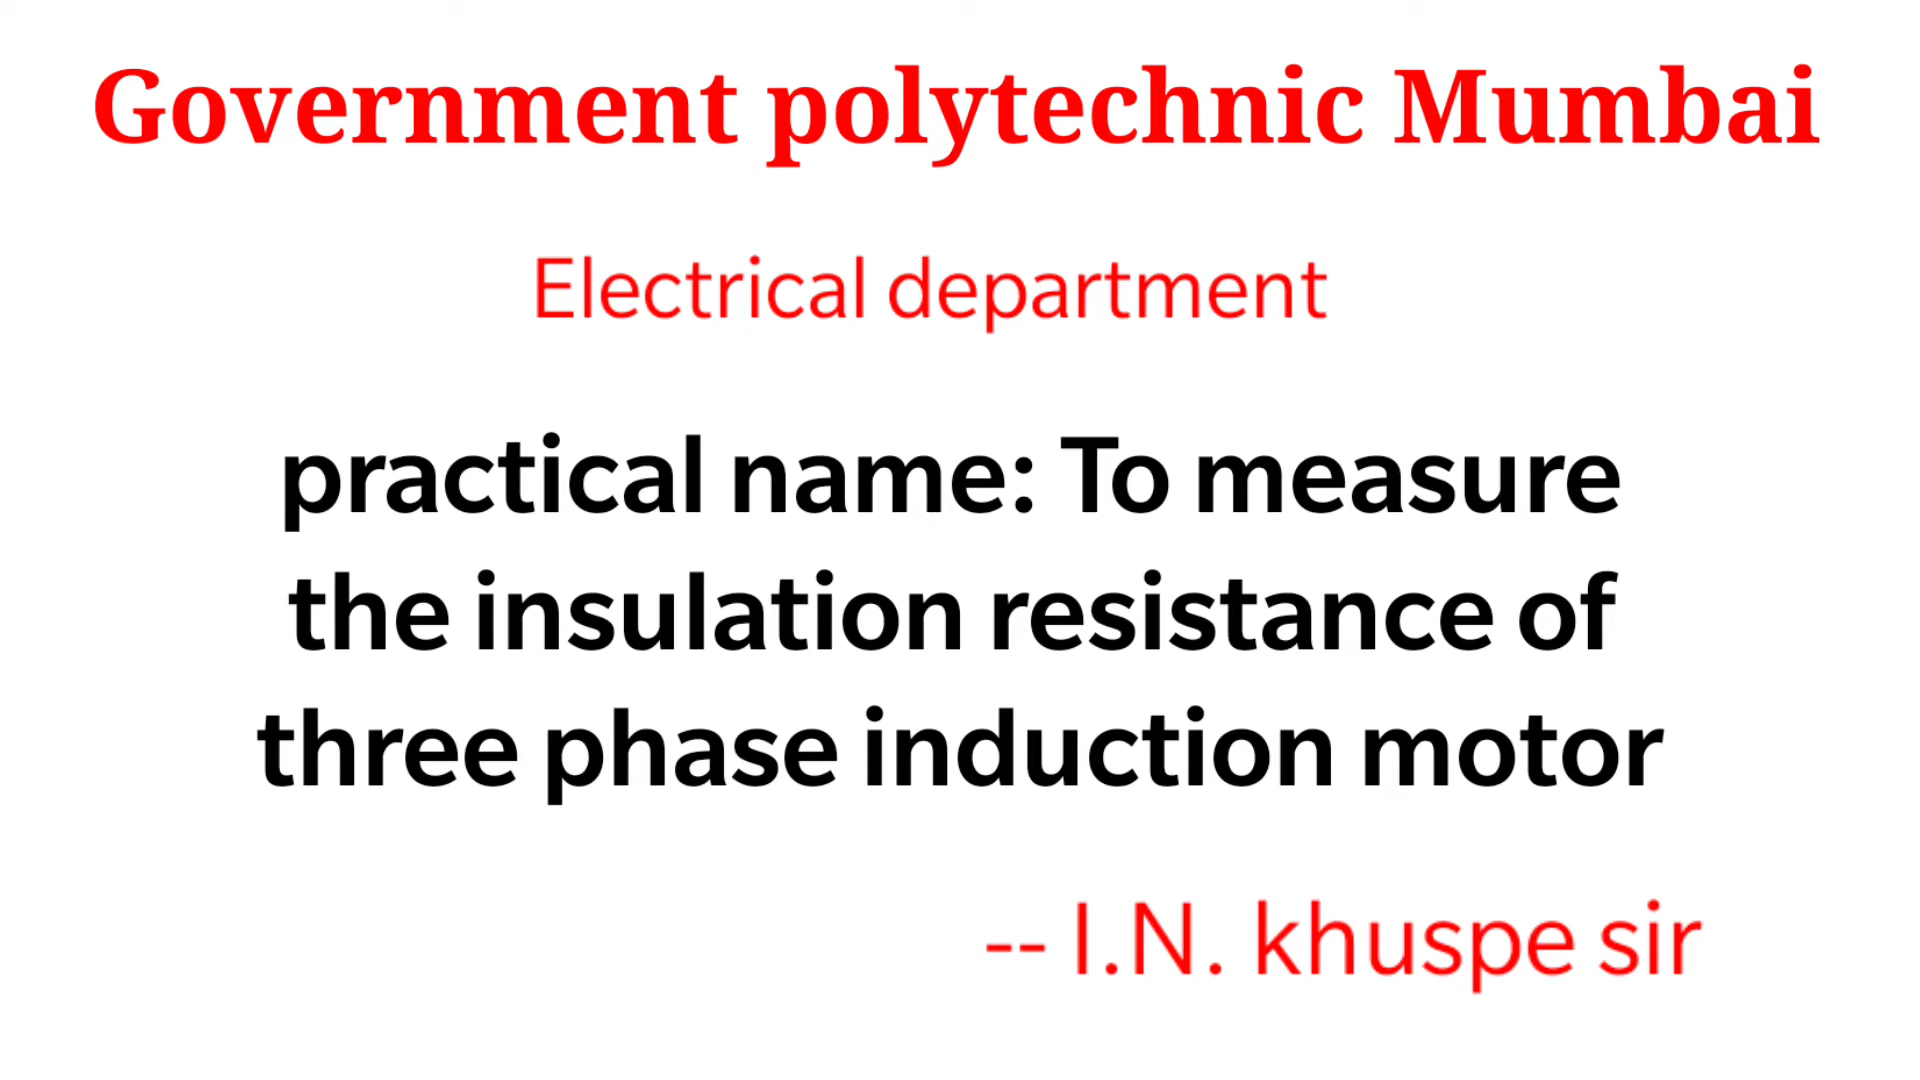 Government polytechnic Mumbai
Electrical department
practical name: To measure
the insulation resistance of
three phase induction motor
-- I.N. khuspe sir